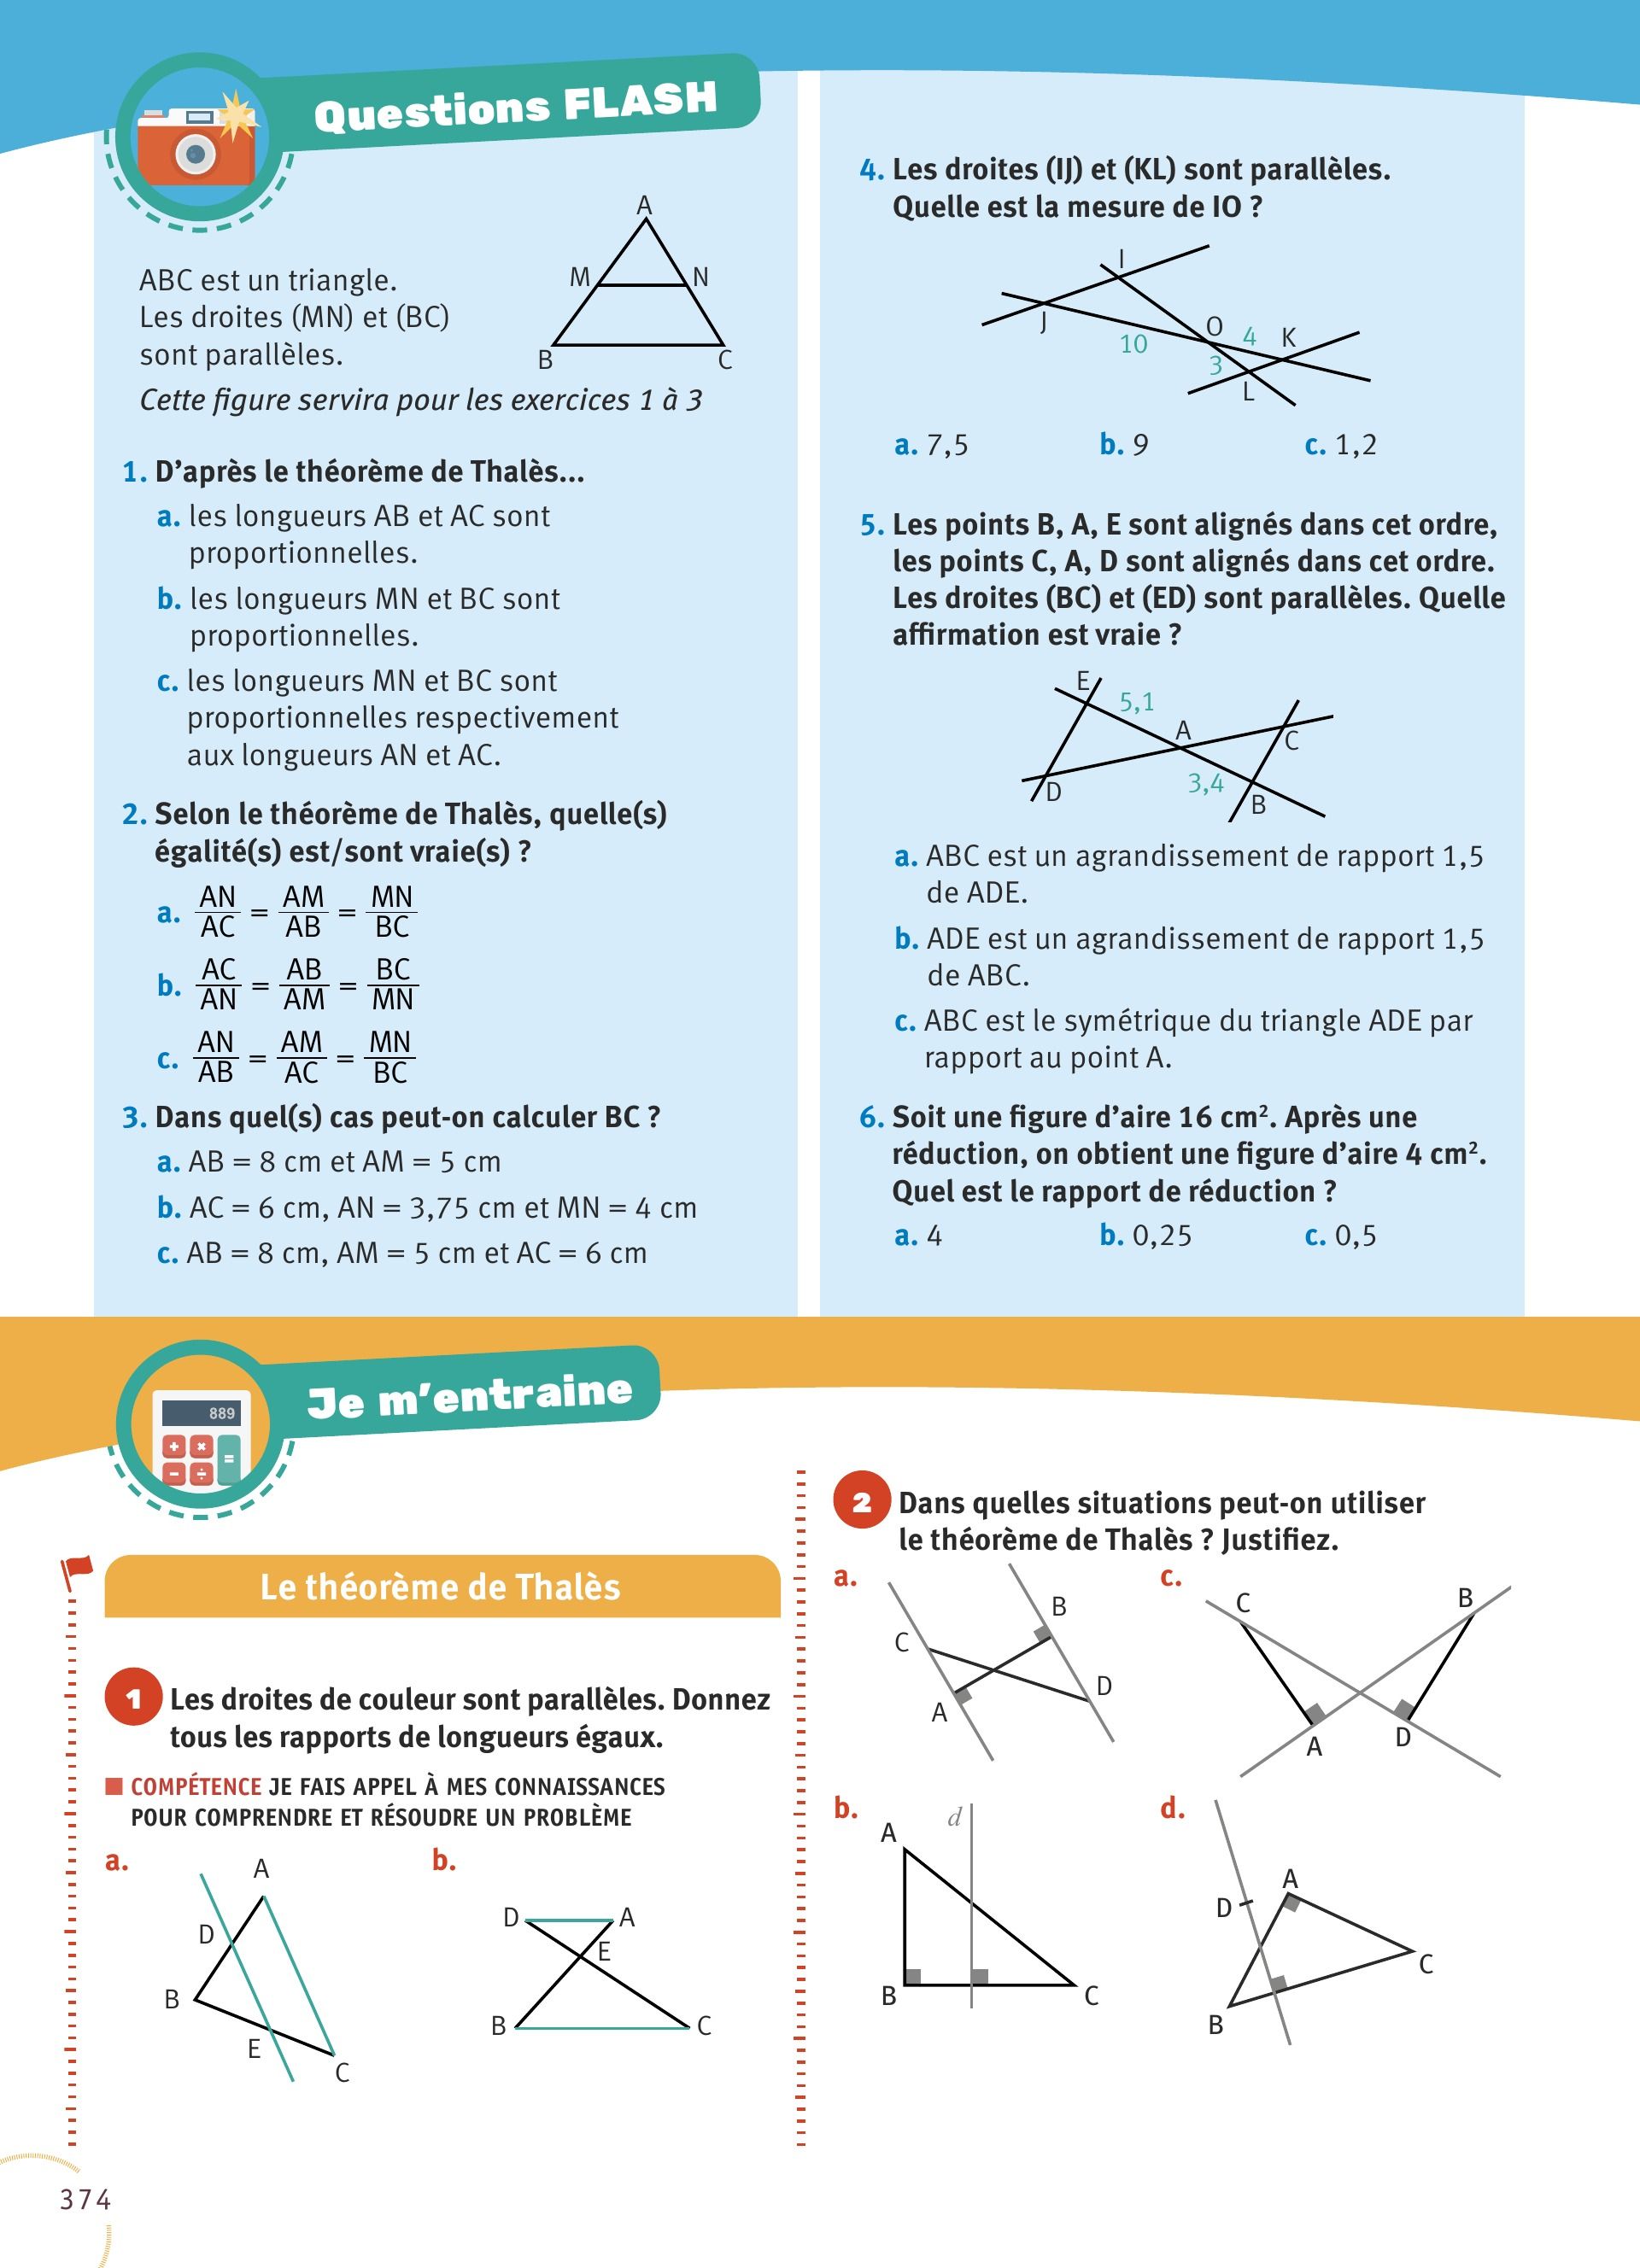 Questions FLASH
ABC est un triangle.
Les droites (MN) et (BC)
sont parallèles.
A
M
N
B
C
Cette figure servira pour les exercices 1 à 3
1. D’après le théorème de Thalès...
a. les longueurs AB et AC sont
proportionnelles.
b. les longueurs MN et BC sont
proportionnelles.
c. les longueurs MN et BC sont
proportionnelles respectivement
aux longueurs AN et AC.
2. Selon le théorème de Thalès, quelle(s)
égalité(s) est/sont vraie(s) ?
a. AN/AC = AM/AB = MN/BC
b. AC/AN = AB/AM = BC/MN
c. AN/AB = AM/AC = MN/BC
3. Dans quel(s) cas peut-on calculer BC ?
a. AB = 8 cm et AM = 5 cm
b. AC = 6 cm, AN = 3,75 cm et MN = 4 cm
c. AB = 8 cm, AM = 5 cm et AC = 6 cm
4. Les droites (IJ) et (KL) sont parallèles.
Quelle est la mesure de IO ?
I
J
O
4
K
10
3
L
a. 7,5 b. 9 c. 1,2
5. Les points B, A, E sont alignés dans cet ordre,
les points C, A, D sont alignés dans cet ordre.
Les droites (BC) et (ED) sont parallèles. Quelle
affirmation est vraie ?
E
5,1
A
C
D
3,4
B
a. ABC est un agrandissement de rapport 1,5
de ADE.
b. ADE est un agrandissement de rapport 1,5
de ABC.
c. ABC est le symétrique du triangle ADE par
rapport au point A.
6. Soit une figure d’aire 16 cm². Après une
réduction, on obtient une figure d’aire 4 cm².
Quel est le rapport de réduction ?
a. 4 b. 0,25 c. 0,5
889
+ × − ÷ =
Je m’entraine
Le théorème de Thalès
1 Les droites de couleur sont parallèles. Donnez
tous les rapports de longueurs égaux.
COMPÉTENCE JE FAIS APPEL À MES CONNAISSANCES
POUR COMPRENDRE ET RÉSOUDRE UN PROBLÈME
a.
A
D
B
E
C
b.
D
A
E
B
C
2 Dans quelles situations peut-on utiliser
le théorème de Thalès ? Justifiez.
a.
B
C
D
A
c.
C
B
A
D
b.
d
A
B
C
d.
A
D
C
B
374